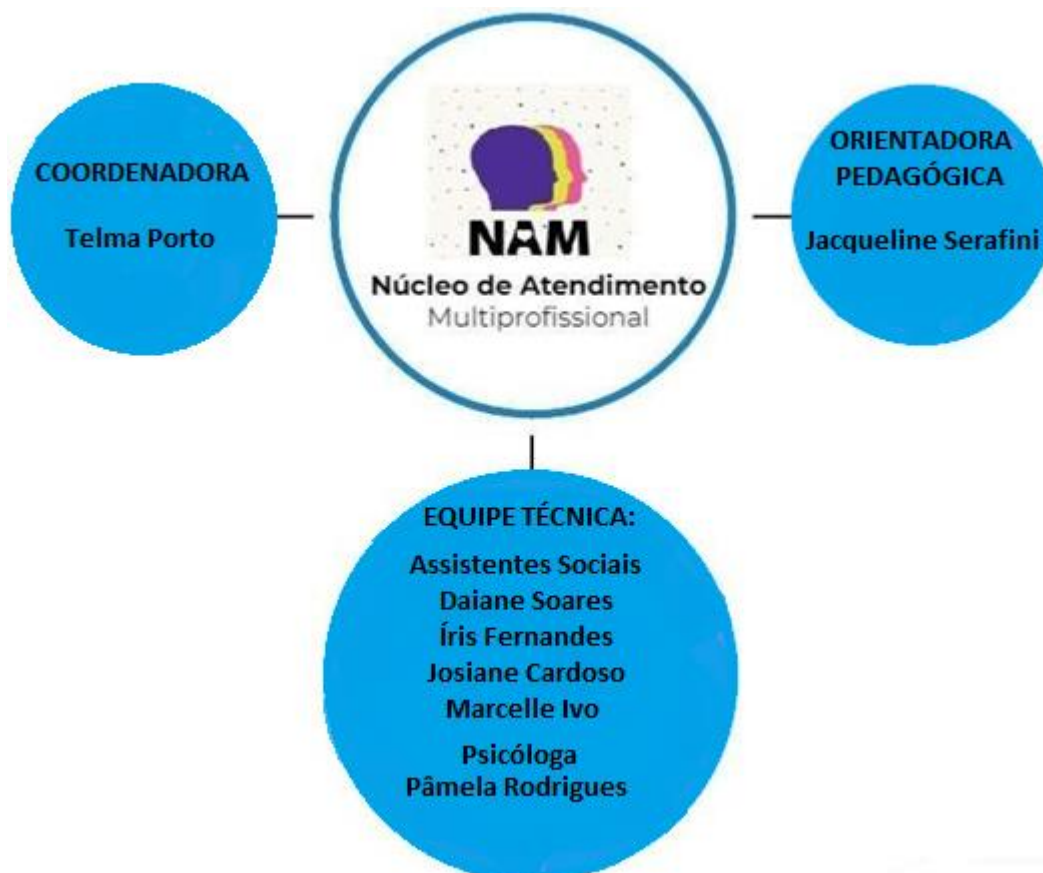 COORDENADORA
Telma Porto
NAM
Núcleo de Atendimento
Multiprofissional
ORIENTADORA
PEDAGÓGICA
Jacqueline Serafini
EQUIPE TÉCNICA:
Assistentes Sociais
Daiane Soares
Íris Fernandes
Josiane Cardoso
Marcelle Ivo
Psicóloga
Pâmela Rodrigues